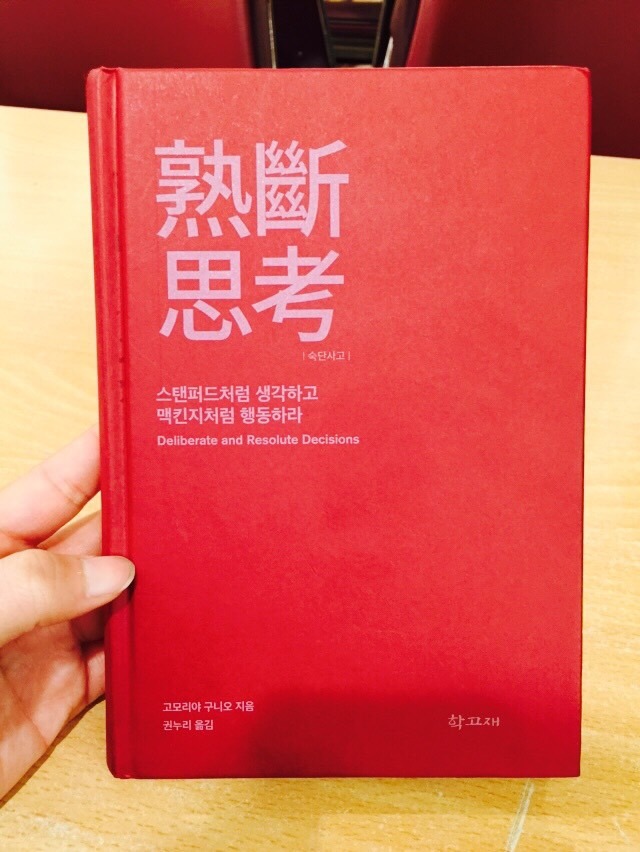 熟斷
思考
| 숙단사고 |
스탠퍼드처럼 생각하고
맥킨지처럼 행동하라
Deliberate and Resolute Decisions
고모리야 구니오 지음
권누리 옮김
학고재